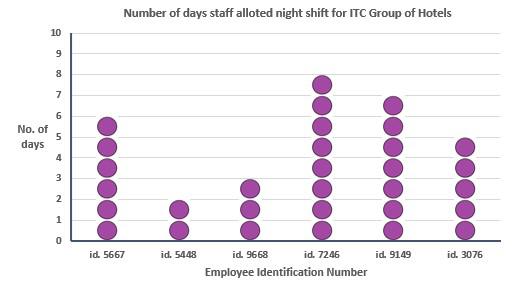 Number of days staff alloted night shift for ITC Group of Hotels
10
9
8
7
6
5
4
3
2
1
0
No. of
days
id. 5667 id. 5448 id. 9668 id. 7246 id. 9149 id. 3076
Employee Identification Number